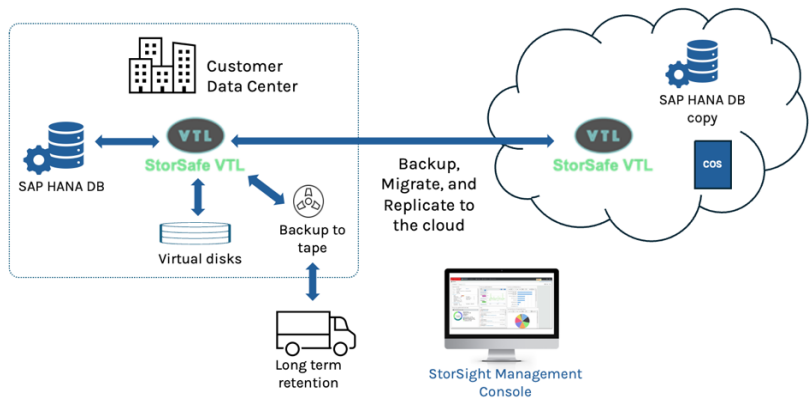 Customer
Data Center
VTL
StorSafe VTL
SAP HANA DB
Virtual disks
Backup to
tape
Long term
retention
Backup,
Migrate, and
Replicate to
the cloud
VTL
StorSafe VTL
SAP HANA DB
copy
COS
StorSight Management
Console